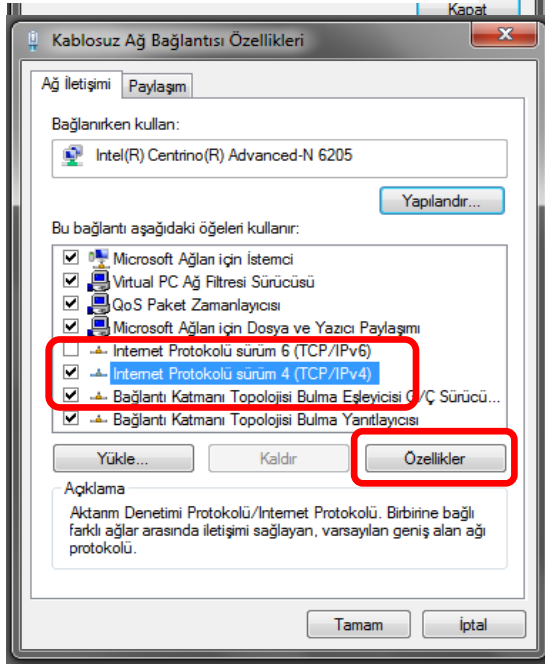 Kapat
Kablosuz Ağ Bağlantısı Özellikleri
Ağ İletişimi Paylaşım
Bağlanırken kullan:
Intel(R) Centrino(R) Advanced-N 6205
Yapılandır...
Bu bağlantı aşağıdaki öğeleri kullanır:
Microsoft Ağları için İstemci
Virtual PC Ağ Filtresi Sürücüsü
QoS Paket Zamanlayıcısı
Microsoft Ağları için Dosya ve Yazıcı Paylaşımı
Internet Protokolü sürüm 6 (TCP/IPv6)
Internet Protokolü sürüm 4 (TCP/IPv4)
Bağlantı Katmanı Topolojisi Bulma Eşleyicisi G/Ç Sürücü...
Bağlantı Katmanı Topolojisi Bulma Yanıtlayıcısı
Yükle... Kaldır Özellikler
Açıklama
Aktarım Denetimi Protokolü/Internet Protokolü. Birbirine bağlı
farklı ağlar arasında iletişimi sağlayan, varsayılan geniş alan ağı
protokolü.
Tamam İptal